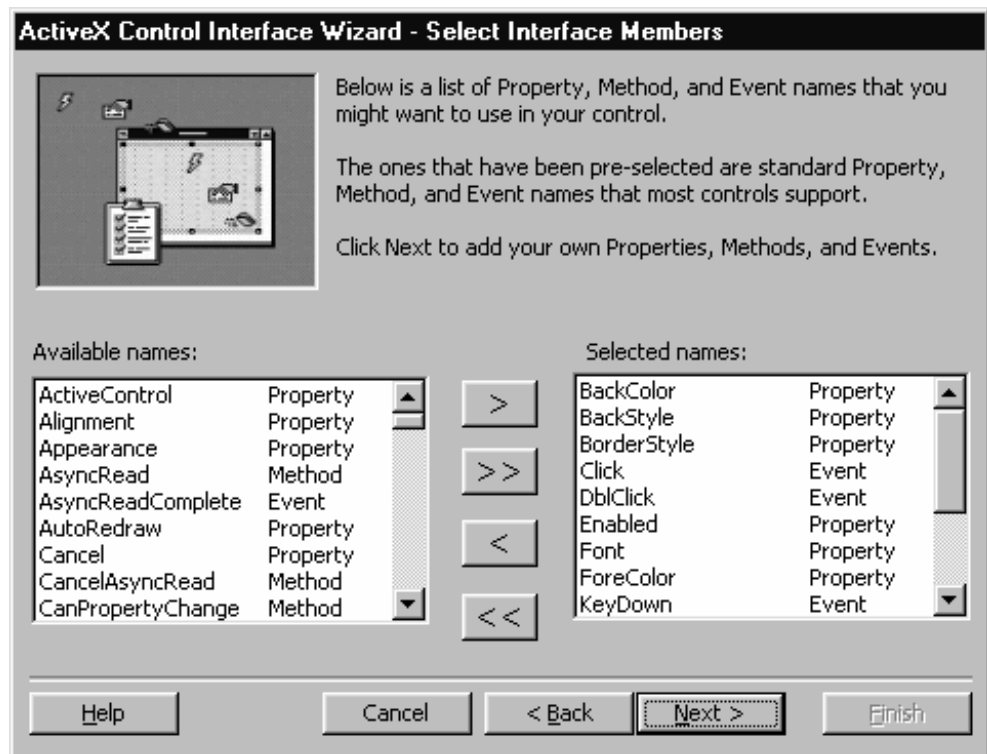 ActiveX Control Interface Wizard - Select Interface Members
Below is a list of Property, Method, and Event names that you
might want to use in your control.
The ones that have been pre-selected are standard Property,
Method, and Event names that most controls support.
Click Next to add your own Properties, Methods, and Events.
Available names:
ActiveControl Property
Alignment Property
Appearance Property
AsyncRead Method
AsyncReadComplete Event
AutoRedraw Property
Cancel Property
CancelAsyncRead Method
CanPropertyChange Method
>
>>
<
<<
Selected names:
BackColor Property
BackStyle Property
BorderStyle Property
Click Event
DblClick Event
Enabled Property
Font Property
ForeColor Property
KeyDown Event
Help Cancel < Back Next > Finish